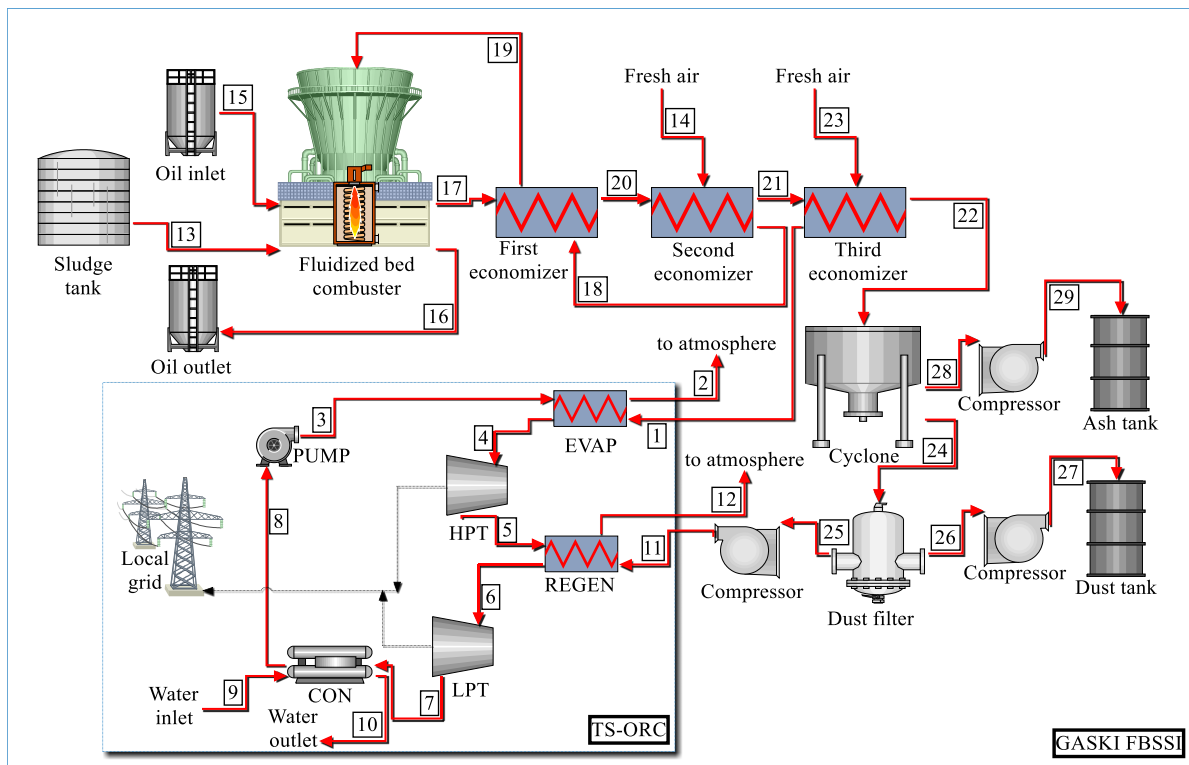 19
Fresh air
Fresh air
15
14
23
Oil inlet
17
20
21
22
13
Sludge
tank
Fluidized bed
combuster
First
economizer
Second
economizer
Third
economizer
18
16
29
Oil outlet
to atmosphere
2
28
Compressor
Ash tank
3
4
1
PUMP
EVAP
Cyclone
24
to atmosphere
27
12
8
5
HPT
25
26
11
Local
grid
REGEN
Compressor
Compressor
Dust tank
6
Dust filter
Water
inlet
9
CON
7
LPT
Water
outlet
10
TS-ORC
GASKI FBSSI